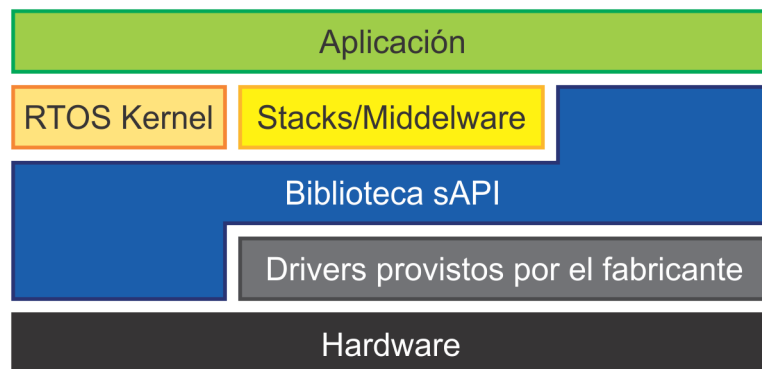 Aplicación
RTOS Kernel
Stacks/Middelware
Biblioteca sAPI
Drivers provistos por el fabricante
Hardware